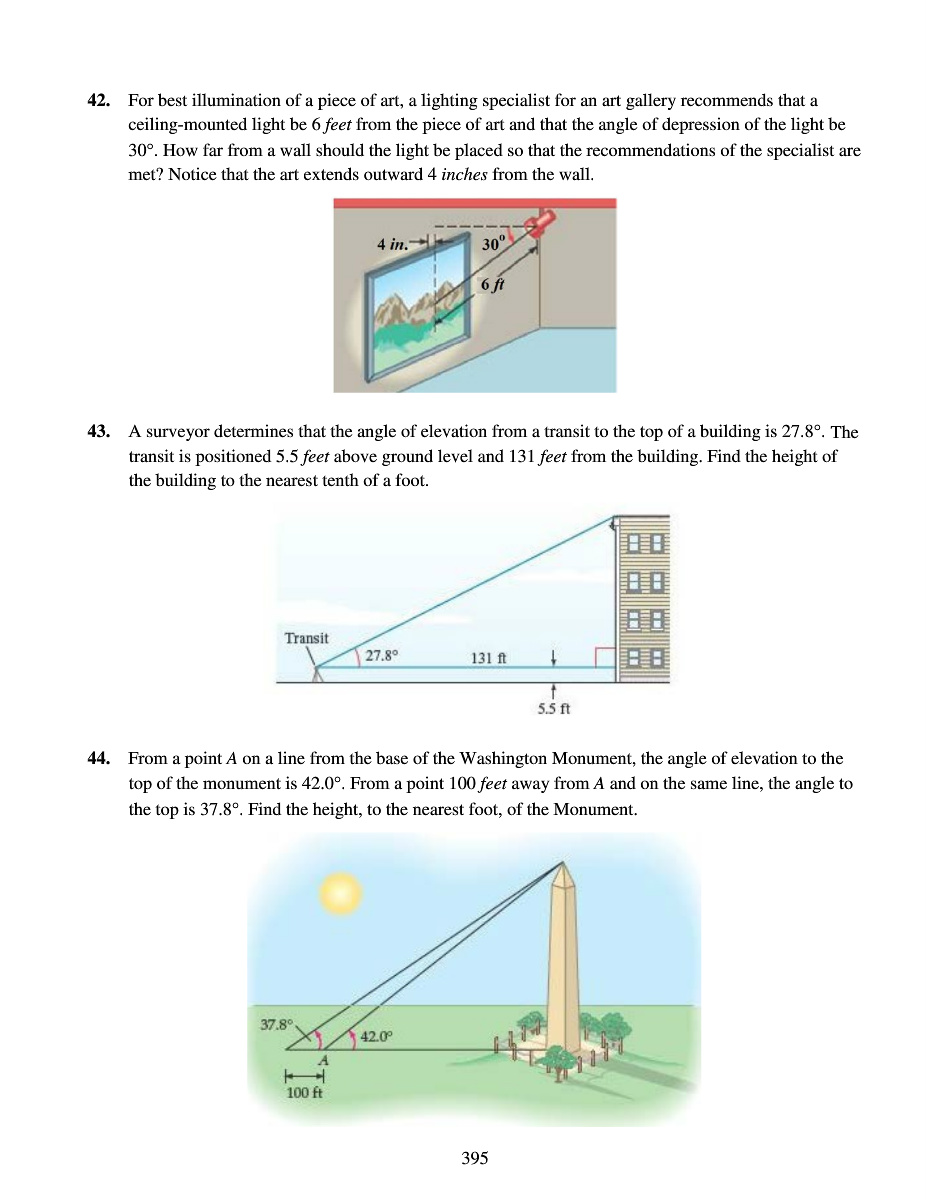 42. For best illumination of a piece of art, a lighting specialist for an art gallery recommends that a
ceiling-mounted light be 6 feet from the piece of art and that the angle of depression of the light be
30°. How far from a wall should the light be placed so that the recommendations of the specialist are
met? Notice that the art extends outward 4 inches from the wall.
4 in.
30°
6 ft
43. A surveyor determines that the angle of elevation from a transit to the top of a building is 27.8°. The
transit is positioned 5.5 feet above ground level and 131 feet from the building. Find the height of
the building to the nearest tenth of a foot.
Transit
27.8°
131 ft
5.5 ft
44. From a point A on a line from the base of the Washington Monument, the angle of elevation to the
top of the monument is 42.0°. From a point 100 feet away from A and on the same line, the angle to
the top is 37.8°. Find the height, to the nearest foot, of the Monument.
37.8°
42.0°
A
100 ft
395